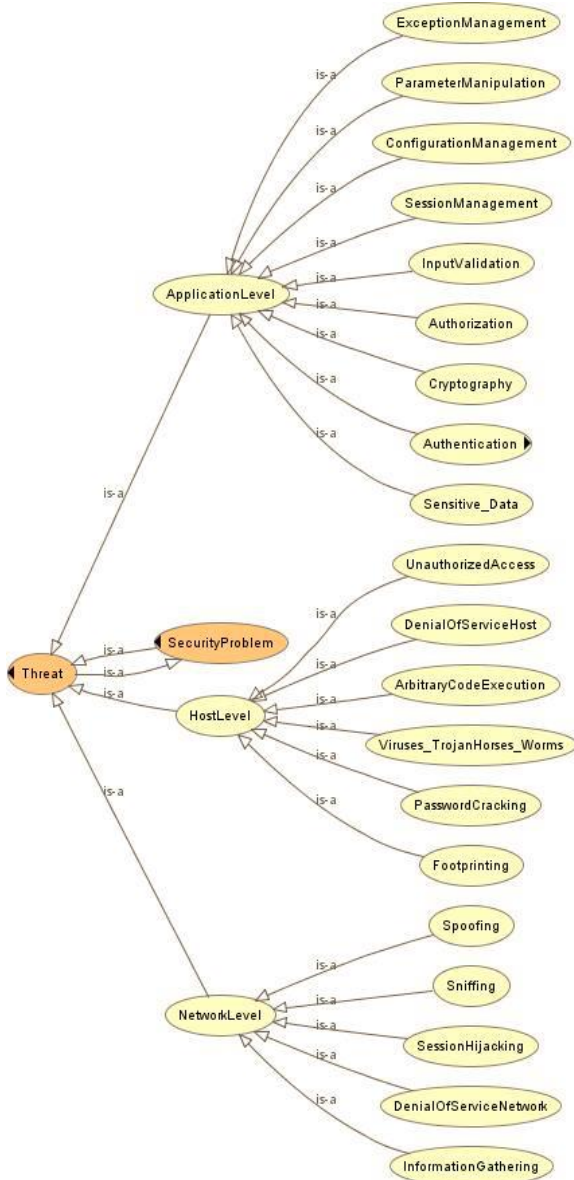 ExceptionManagement
is-a
ParameterManipulation
is-a
ConfigurationManagement
is-a
SessionManagement
is-a
InputValidation
is-a
ApplicationLevel
is-a
Authorization
is-a
Cryptography
is-a
Authentication
is-a
Sensitive_Data
is-a
UnauthorizedAccess
is-a
DenialOfServiceHost
SecurityProblem
is-a
is-a
Threat
is-a
is-a
ArbitraryCodeExecution
is-a
HostLevel
is-a
Viruses_TrojanHorses_Worms
is-a
PasswordCracking
is-a
is-a
Footprinting
Spoofing
is-a
Sniffing
is-a
NetworkLevel
is-a
SessionHijacking
is-a
DenialOfServiceNetwork
is-a
InformationGathering